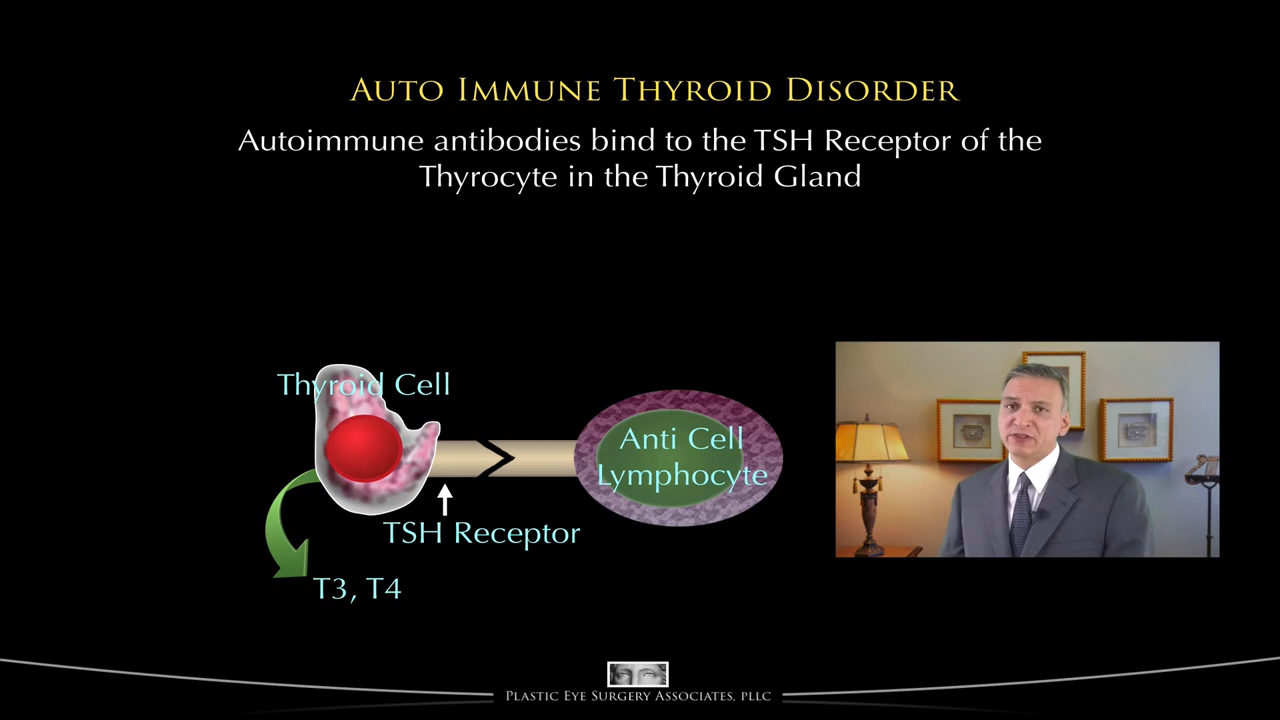 Auto Immune Thyroid Disorder
Autoimmune antibodies bind to the TSH Receptor of the
Thyrocyte in the Thyroid Gland
Thyroid Cell
Anti Cell
Lymphocyte
TSH Receptor
T3, T4
Plastic Eye Surgery Associates, PLLC